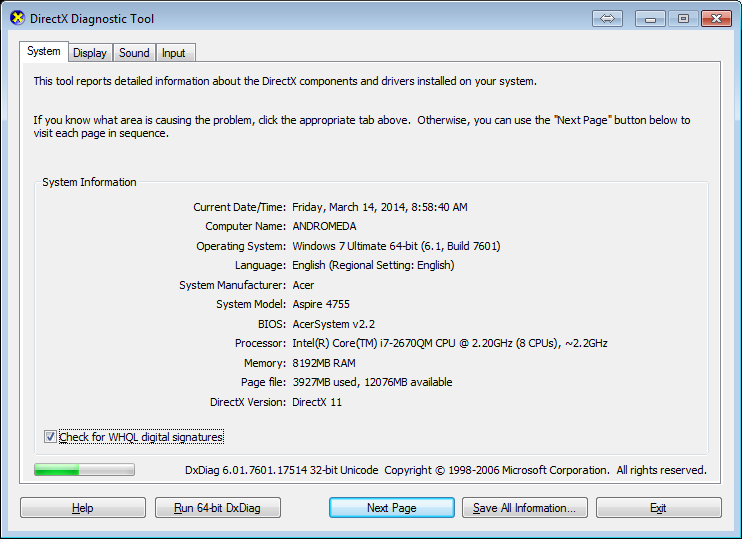 DirectX Diagnostic Tool
System Display Sound Input
This tool reports detailed information about the DirectX components and drivers installed on your system.
If you know what area is causing the problem, click the appropriate tab above.  Otherwise, you can use the "Next Page" button below to
visit each page in sequence.
System Information
Current Date/Time: Friday, March 14, 2014, 8:58:40 AM
Computer Name: ANDROMEDA
Operating System: Windows 7 Ultimate 64-bit (6.1, Build 7601)
Language: English (Regional Setting: English)
System Manufacturer: Acer
System Model: Aspire 4755
BIOS: AcerSystem v2.2
Processor: Intel(R) Core(TM) i7-2670QM CPU @ 2.20GHz (8 CPUs), ~2.2GHz
Memory: 8192MB RAM
Page file: 3927MB used, 12076MB available
DirectX Version: DirectX 11
Check for WHQL digital signatures
DxDiag 6.01.7601.17514 32-bit Unicode  Copyright © 1998-2006 Microsoft Corporation.  All rights reserved.
Help Run 64-bit DxDiag Next Page Save All Information... Exit